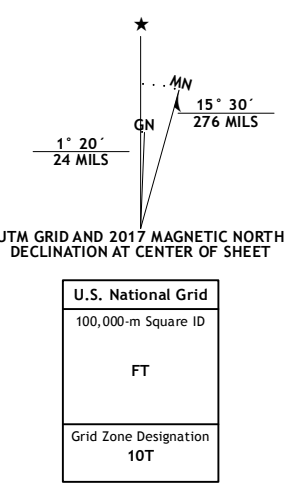 ★
MN
15° 30´
276 MILS
GN
1° 20´
24 MILS
UTM GRID AND 2017 MAGNETIC NORTH
DECLINATION AT CENTER OF SHEET
U.S. National Grid
100,000-m Square ID
FT
Grid Zone Designation
10T